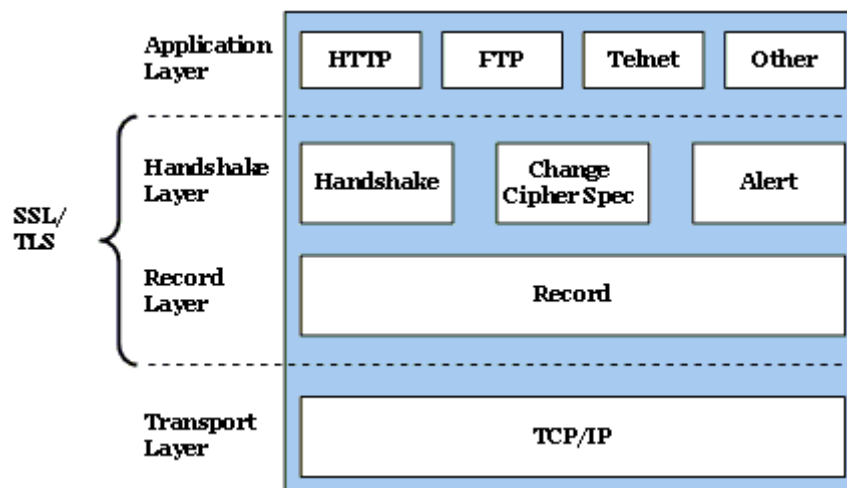 Application
Layer
HTTP
FTP
Telnet
Other
SSL/
TLS
Handshake
Layer
Handshake
Change
Cipher Spec
Alert
Record
Layer
Record
Transport
Layer
TCP/IP